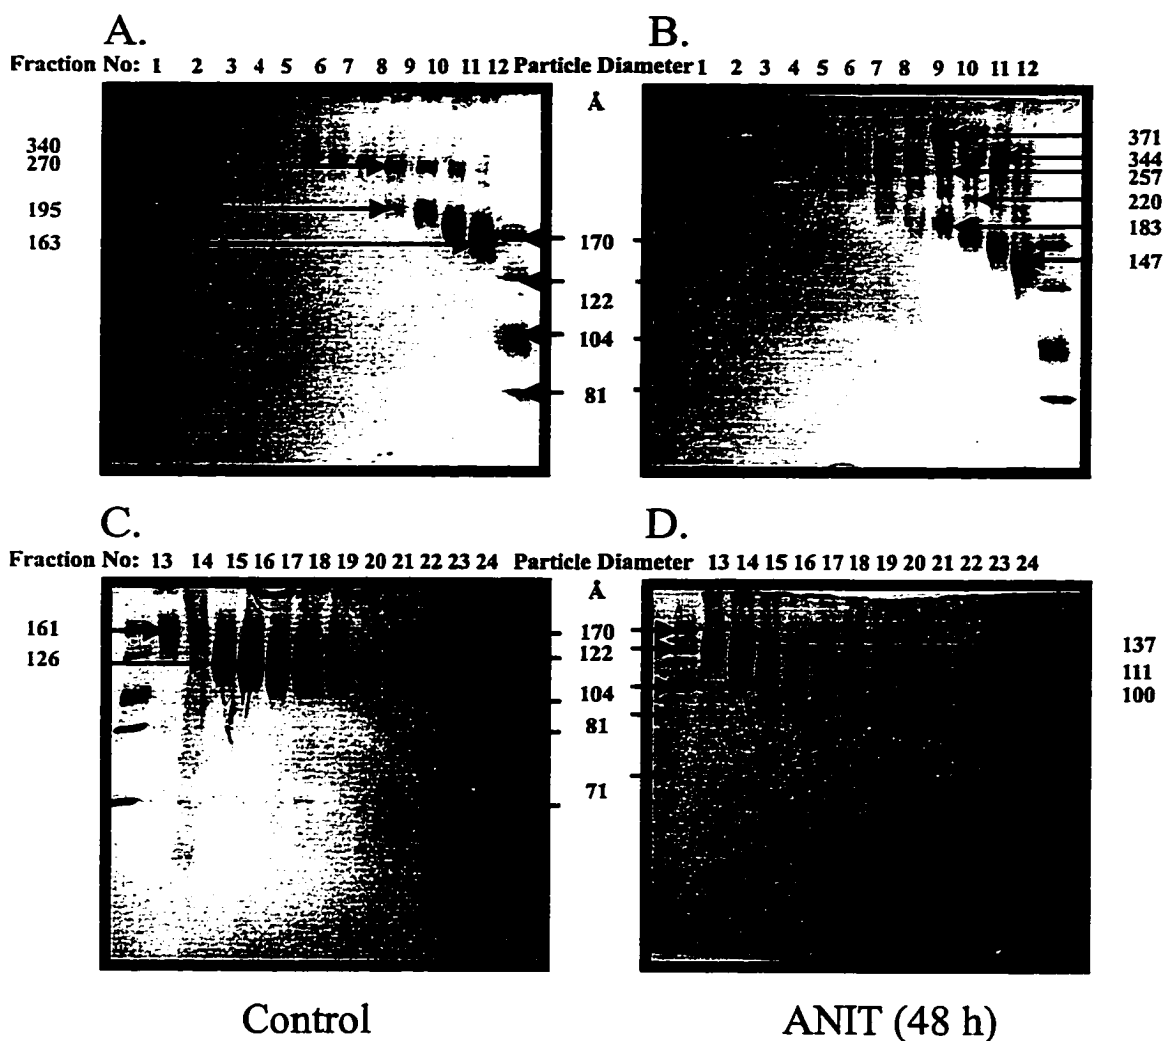 A.
B.
Fraction No: 1 2 3 4 5 6 7 8 9 10 11 12 Particle Diameter 1 2 3 4 5 6 7 8 9 10 11 12
Å
340
270
195
163
170
122
104
81
371
344
257
220
183
147
C.
D.
Fraction No: 13 14 15 16 17 18 19 20 21 22 23 24 Particle Diameter 13 14 15 16 17 18 19 20 21 22 23 24
Å
161
126
170
122
104
81
71
137
111
100
Control
ANIT (48 h)